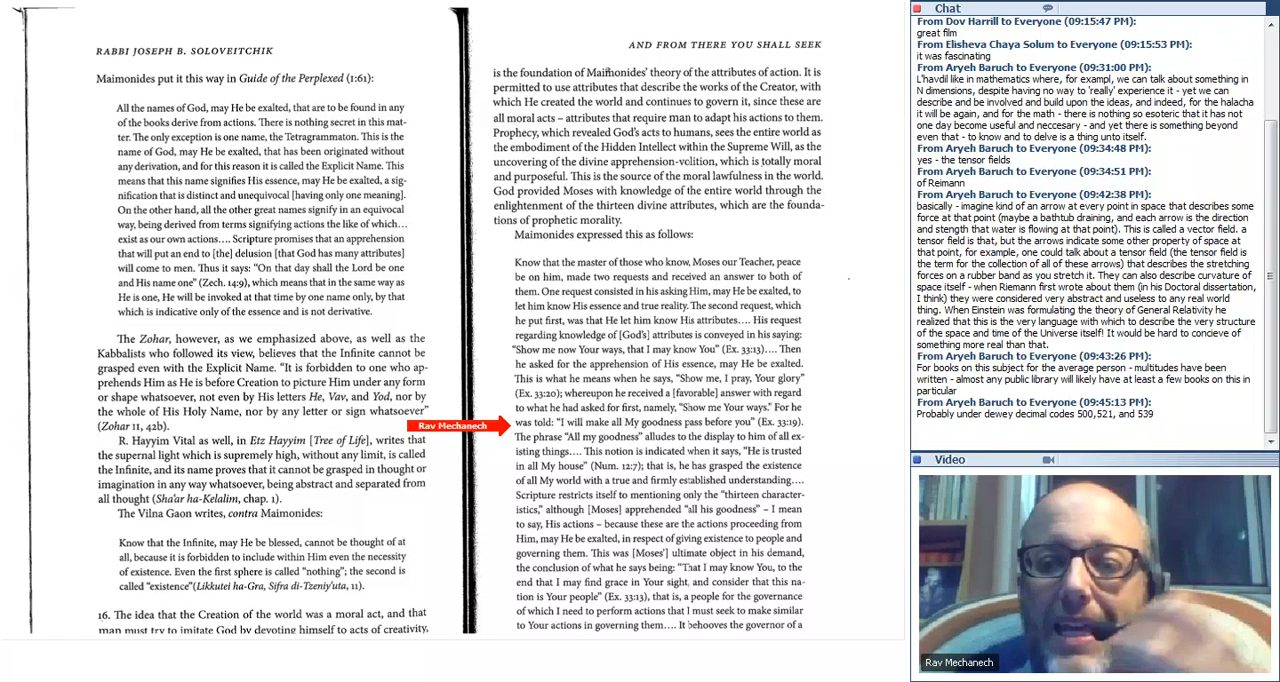 RABBI JOSEPH B. SOLOVEITCHIK
Maimonides put it this way in Guide of the Perplexed (1:61):
All the names of God, may He be exalted, that are to be found in any
of the books derive from actions. There is nothing secret in this mat-
ter. The only exception is one name, the Tetragrammaton. This is the
name of God, may He be exalted, that has been originated without
any derivation, and for this reason it is called the Explicit Name. This
means that this name signifies His essence, may He be exalted, a sig-
nification that is distinct and unequivocal [having only one meaning].
On the other hand, all the other great names signify in an equivocal
way, being derived from terms signifying actions the like of which…
exist as our own actions…. Scripture promises that an apprehension
that will put an end to [the] delusion [that God has many attributes]
will come to men. Thus it says: “On that day shall the Lord be one
and His name one” (Zech. 14:9), which means that in the same way as
He is one, He will be invoked at that time by one name only, by that
which is indicative only of the essence and is not derivative.
The Zohar, however, as we emphasized above, as well as the
Kabbalists who followed its view, believes that the Infinite cannot be
grasped even with the Explicit Name. “It is forbidden to one who ap-
prehends Him as He is before Creation to picture Him under any form
or shape whatsoever, not even by His letters He, Vav, and Yod, nor by
the whole of His Holy Name, nor by any letter or sign whatsoever”
(Zohar II, 42b).
R. Hayyim Vital as well, in Etz Hayyim [Tree of Life], writes that
the supernal light which is supremely high, without any limit, is called
the Infinite, and its name proves that it cannot be grasped in thought or
imagination in any way whatsoever, being abstract and separated from
all thought (Sha'ar ha-Kelalim, chap. 1).
The Vilna Gaon writes, contra Maimonides:
Know that the Infinite, may He be blessed, cannot be thought of at
all, because it is forbidden to include within Him even the necessity
of existence. Even the first sphere is called “nothing”; the second is
called “existence”(Likkutei ha-Gra, Sifra di-Tzeniy'uta, 11).
16. The idea that the Creation of the world was a moral act, and that
man must try to imitate God by devoting himself to acts of creativity,
AND FROM THERE YOU SHALL SEEK
is the foundation of Maimonides' theory of the attributes of action. It is
permitted to use attributes that describe the works of the Creator, with
which He created the world and continues to govern it, since these are
all moral acts – attributes that require man to adapt his actions to them.
Prophecy, which revealed God's acts to humans, sees the entire world as
the embodiment of the Hidden Intellect within the Supreme Will, as the
uncovering of the divine apprehension-volition, which is totally moral
and purposeful. This is the source of the moral lawfulness in the world.
God provided Moses with knowledge of the entire world through the
enlightenment of the thirteen divine attributes, which are the founda-
tions of prophetic morality.
Maimonides expressed this as follows:
Know that the master of those who know, Moses our Teacher, peace
be on him, made two requests and received an answer to both of
them. One request consisted in his asking Him, may He be exalted, to
let him know His essence and true reality. The second request, which
he put first, was that He let him know His attributes…. His request
regarding knowledge of [God's] attributes is conveyed in his saying:
“Show me now Your ways, that I may know You” (Ex. 33:13)…. Then
he asked for the apprehension of His essence, may He be exalted.
This is what he means when he says, “Show me, I pray, Your glory”
(Ex. 33:20); whereupon he received a [favorable] answer with regard
to what he had asked for first, namely, “Show me Your ways.” For he
was told: “I will make all My goodness pass before you” (Ex. 33:19).
The phrase “All my goodness” alludes to the display to him of all ex-
isting things…. This notion is indicated when it says, “He is trusted
in all My house” (Num. 12:7); that is, he has grasped the existence
of all My world with a true and firmly established understanding….
Scripture restricts itself to mentioning only the “thirteen character-
istics,” although [Moses] apprehended “all his goodness” – I mean
to say, His actions – because these are the actions proceeding from
Him, may He be exalted, in respect of giving existence to people and
governing them. This was [Moses'] ultimate object in his demand,
the conclusion of what he says being: “That I may know You, to the
end that I may find grace in Your sight, and consider that this na-
tion is Your people” (Ex. 33:13), that is, a people for the governance
of which I need to perform actions that I must seek to make similar
to Your actions in governing them…. It behooves the governor of a
Rav Mechanech
Chat
From Dov Harrill to Everyone (09:15:47 PM):
great film
From Elisheva Chaya Solum to Everyone (09:15:53 PM):
it was fascinating
From Aryeh Baruch to Everyone (09:31:00 PM):
L'havdil like in mathematics where, for exampl, we can talk about something in
N dimensions, despite having no way to 'really' experience it - yet we can
describe and be involved and build upon the ideas, and indeed, for the halacha
it will be again, and for the math - there is nothing so esoteric that it has not
one day become useful and neccesary - and yet there is something beyond
even that - to know and to delve is a thing unto itself.
From Aryeh Baruch to Everyone (09:34:48 PM):
yes - the tensor fields
From Aryeh Baruch to Everyone (09:34:51 PM):
of Reimann
From Aryeh Baruch to Everyone (09:42:38 PM):
basically - imagine kind of an arrow at every point in space that describes some
force at that point (maybe a bathtub draining, and each arrow is the direction
and stength that water is flowing at that point). This is called a vector field. a
tensor field is that, but the arrows indicate some other property of space at
that point, for example, one could talk about a tensor field (the tensor field is
the term for the collection of all of these arrows) that describes the stretching
forces on a rubber band as you stretch it. They can also describe curvature of
space itself - when Riemann first wrote about them (in his Doctoral dissertation,
I think) they were considered very abstract and useless to any real world
thing. When Einstein was formulating the theory of General Relativity he
realized that this is the very language with which to describe the very structure
of the space and time of the Universe itself! It would be hard to concieve of
something more real than that.
From Aryeh Baruch to Everyone (09:43:26 PM):
For books on this subject for the average person - multitudes have been
written - almost any public library will likely have at least a few books on this in
particular
From Aryeh Baruch to Everyone (09:45:13 PM):
Probably under dewey decimal codes 500,521, and 539
Video
Rav Mechanech